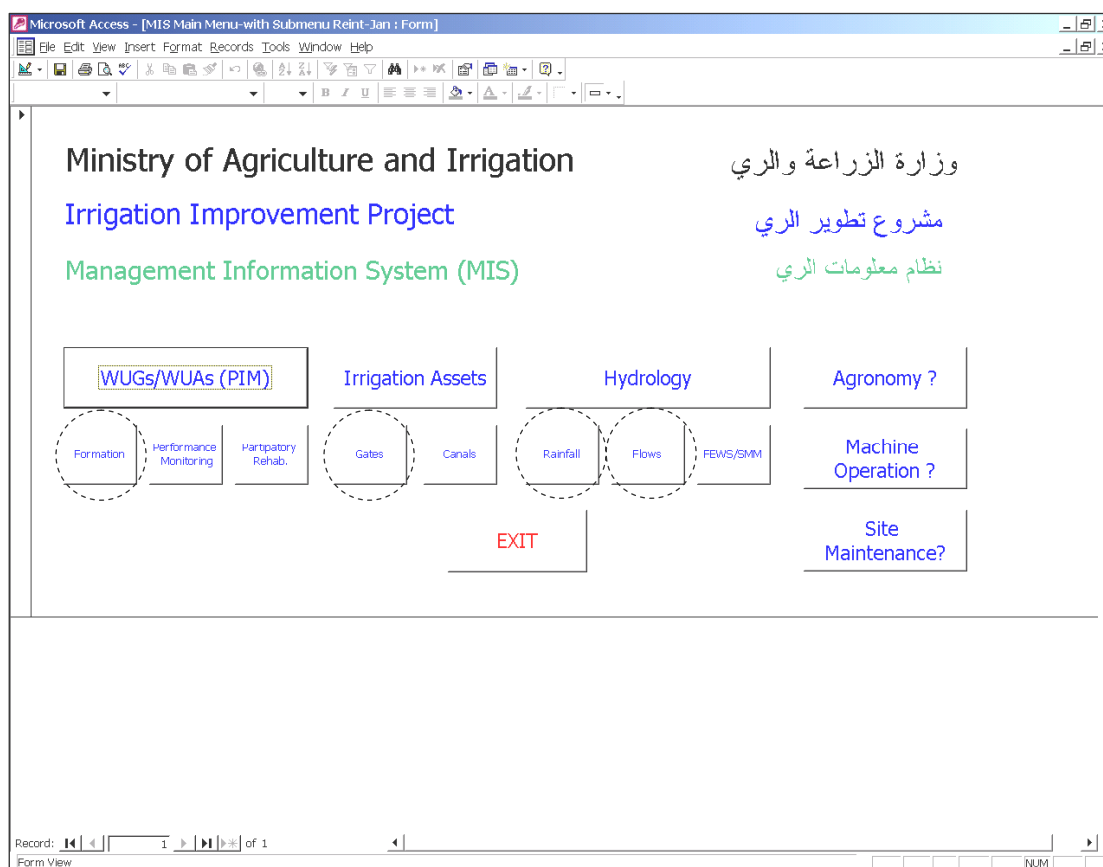 Microsoft Access - [MIS Main Menu-with Submenu Reint-Jan : Form]
File Edit View Insert Format Records Tools Window Help
Ministry of Agriculture and Irrigation
وزارة الزراعة والري
Irrigation Improvement Project
مشروع تطوير الري
Management Information System (MIS)
نظام معلومات الري
WUGs/WUAs (PIM)
Irrigation Assets
Hydrology
Agronomy ?
Formation
Performance
Monitoring
Partipatory
Rehab.
Gates
Canals
Rainfall
Flows
FEWS/SMM
Machine
Operation ?
EXIT
Site
Maintenance?
Record: 1 of 1
Form View
NUM